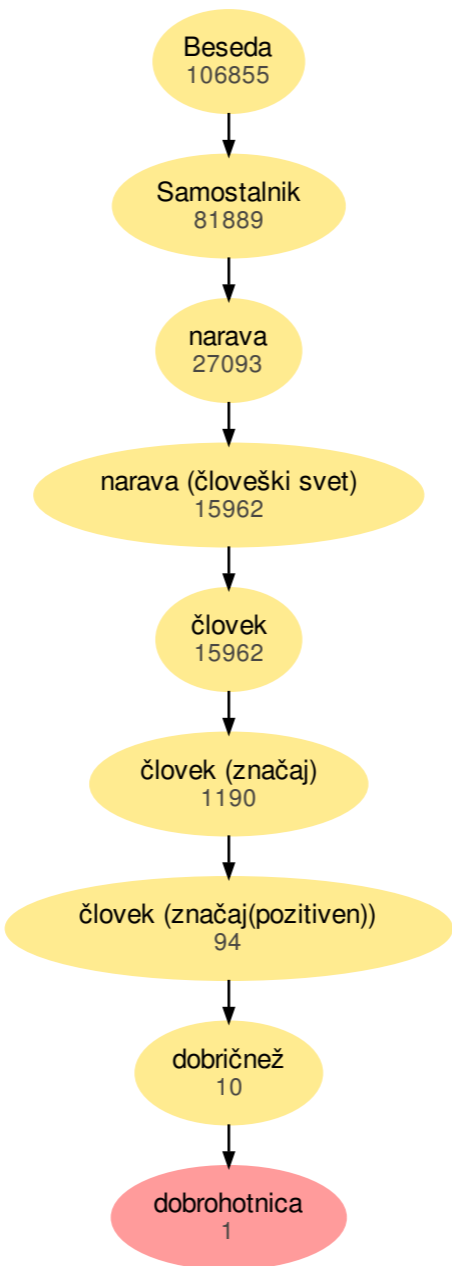 Beseda
106855
Samostalnik
81889
narava
27093
narava (človeški svet)
15962
človek
15962
človek (značaj)
1190
človek (značaj(pozitiven))
94
dobričnež
10
dobrohotnica
1